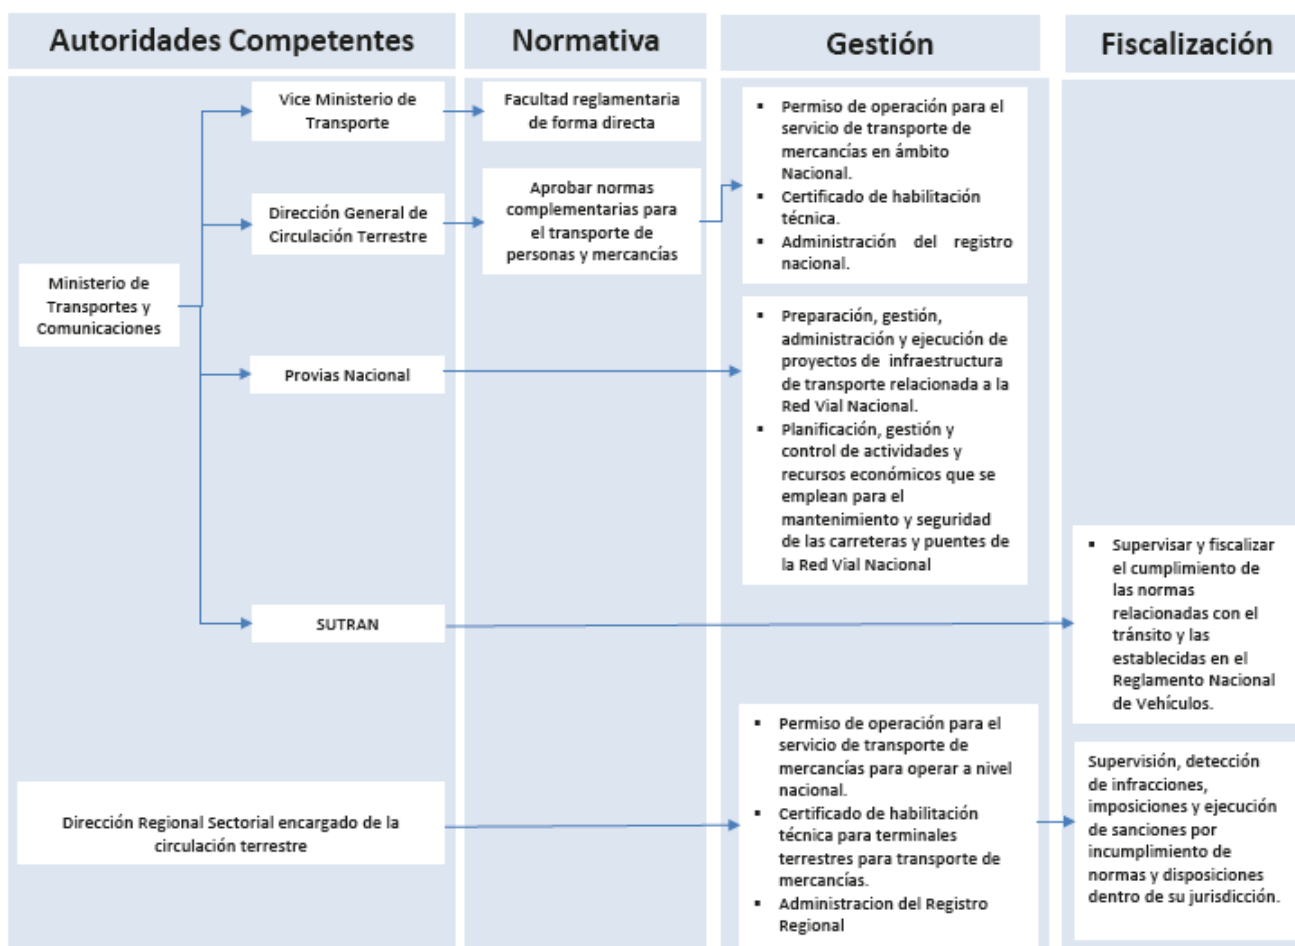 Autoridades Competentes
Normativa
Gestión
Fiscalización
Ministerio de
Transportes y
Comunicaciones
Vice Ministerio de
Transporte
Facultad reglamentaria
de forma directa
Dirección General de
Circulación Terrestre
Aprobar normas
complementarias para
el transporte de
personas y mercancías
▪ Permiso de operación para el
servicio de transporte de
mercancías en ámbito
Nacional.
▪ Certificado de habilitación
técnica.
▪ Administración del registro
nacional.
Provias Nacional
▪ Preparación, gestión,
administración y ejecución de
proyectos de infraestructura
de transporte relacionada a la
Red Vial Nacional.
▪ Planificación, gestión y
control de actividades y
recursos económicos que se
emplean para el
mantenimiento y seguridad
de las carreteras y puentes de
la Red Vial Nacional
SUTRAN
▪ Supervisar y fiscalizar
el cumplimiento de
las normas
relacionadas con el
tránsito y las
establecidas en el
Reglamento Nacional
de Vehículos.
Dirección Regional Sectorial encargado de la
circulación terrestre
▪ Permiso de operación para el
servicio de transporte de
mercancías para operar a nivel
nacional.
▪ Certificado de habilitación
técnica para terminales
terrestres para transporte de
mercancías.
▪ Administracion del Registro
Regional
Supervisión, detección
de infracciones,
imposiciones y ejecución
de sanciones por
incumplimiento de
normas y disposiciones
dentro de su jurisdicción.